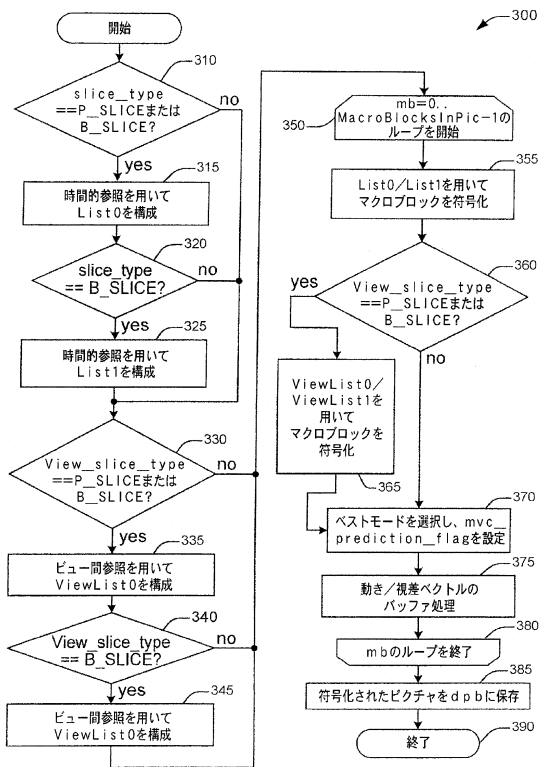 300
開始
310
slice_type
==P_SLICEまたは
B_SLICE?
no
yes
315
時間的参照を用いて
List0を構成
320
slice_type
== B_SLICE?
no
yes
325
時間的参照を用いて
List1を構成
330
View_slice_type
==P_SLICEまたは
B_SLICE?
no
yes
335
ビュー間参照を用いて
ViewList0を構成
340
View_slice_type
== B_SLICE?
no
yes
345
ビュー間参照を用いて
ViewList0を構成
mb=0..
MacroBlocksInPic-1の
ループを開始
350
355
List0/List1を用いて
マクロブロックを符号化
360
View_slice_type
==P_SLICEまたは
B_SLICE?
yes
no
ViewList0/
ViewList1を
用いて
マクロブロックを
符号化
365
370
ベストモードを選択し、mvc_
prediction_flagを設定
375
動き/視差ベクトルの
バッファ処理
380
mbのループを終了
385
符号化されたピクチャをdpbに保存
終了
390